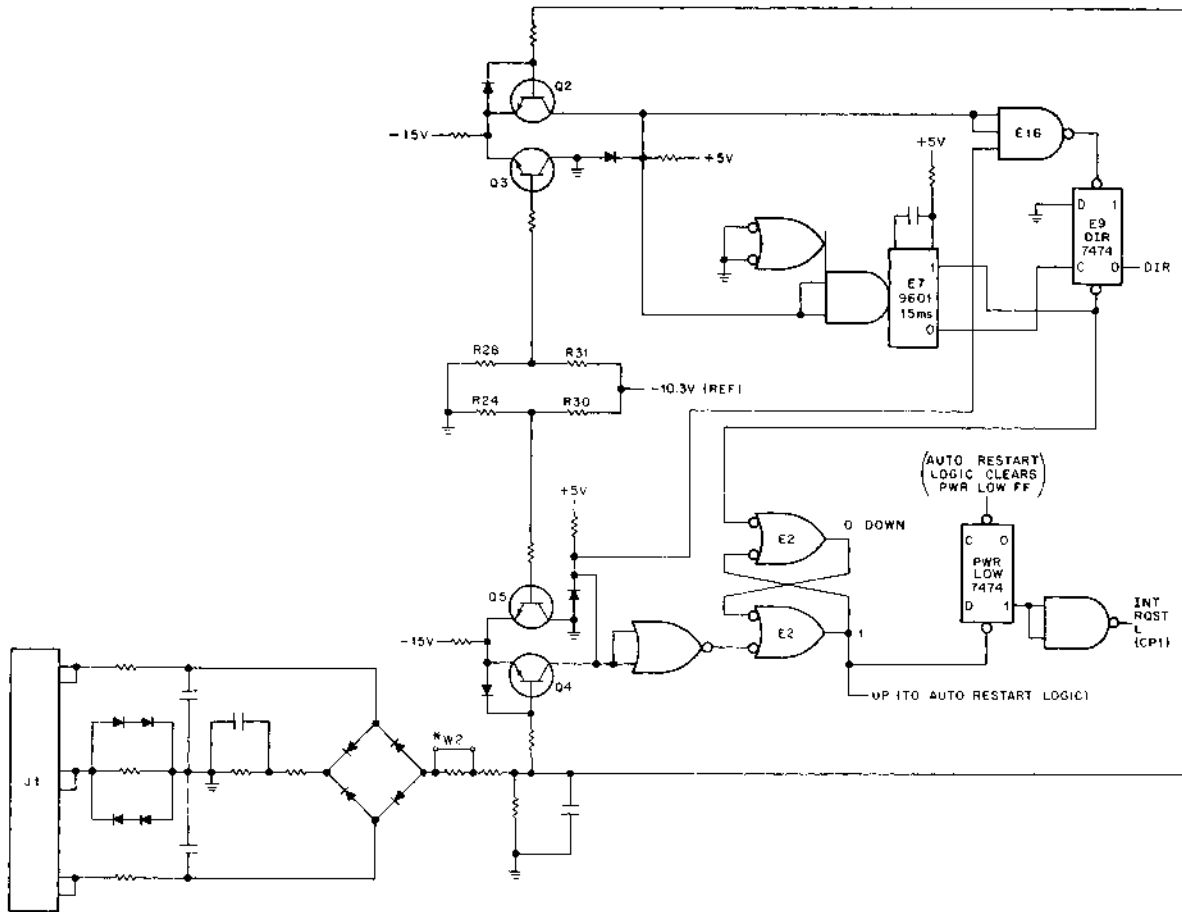 Q2
-15V
+5V
Q3
E16
+5V
D 1
E9
DIR
7474
C 0
DIR
1
E7
9601
15ms
0
R28
R31
-10.3V (REF)
R24
R30
(AUTO RESTART
LOGIC CLEARS
PWR LOW FF)
+5V
E2
0 DOWN
C 0
PWR
LOW
7474
D 1
INT
RQST
L
(CP1)
Q5
-15V
E2
1
Q4
UP (TO AUTO RESTART LOGIC)
*W2
J1